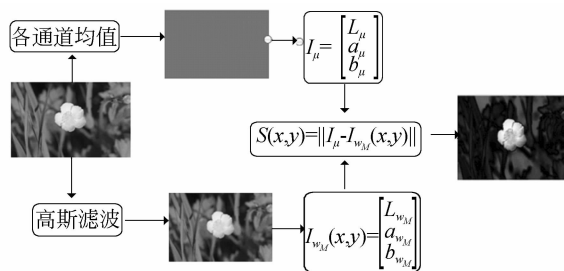 各通道均值
I_μ = [L_μ a_μ b_μ]
S(x,y)=||I_μ-I_{w_M}(x,y)||
高斯滤波
I_{w_M}(x,y)=[L_{w_M} a_{w_M} b_{w_M}]